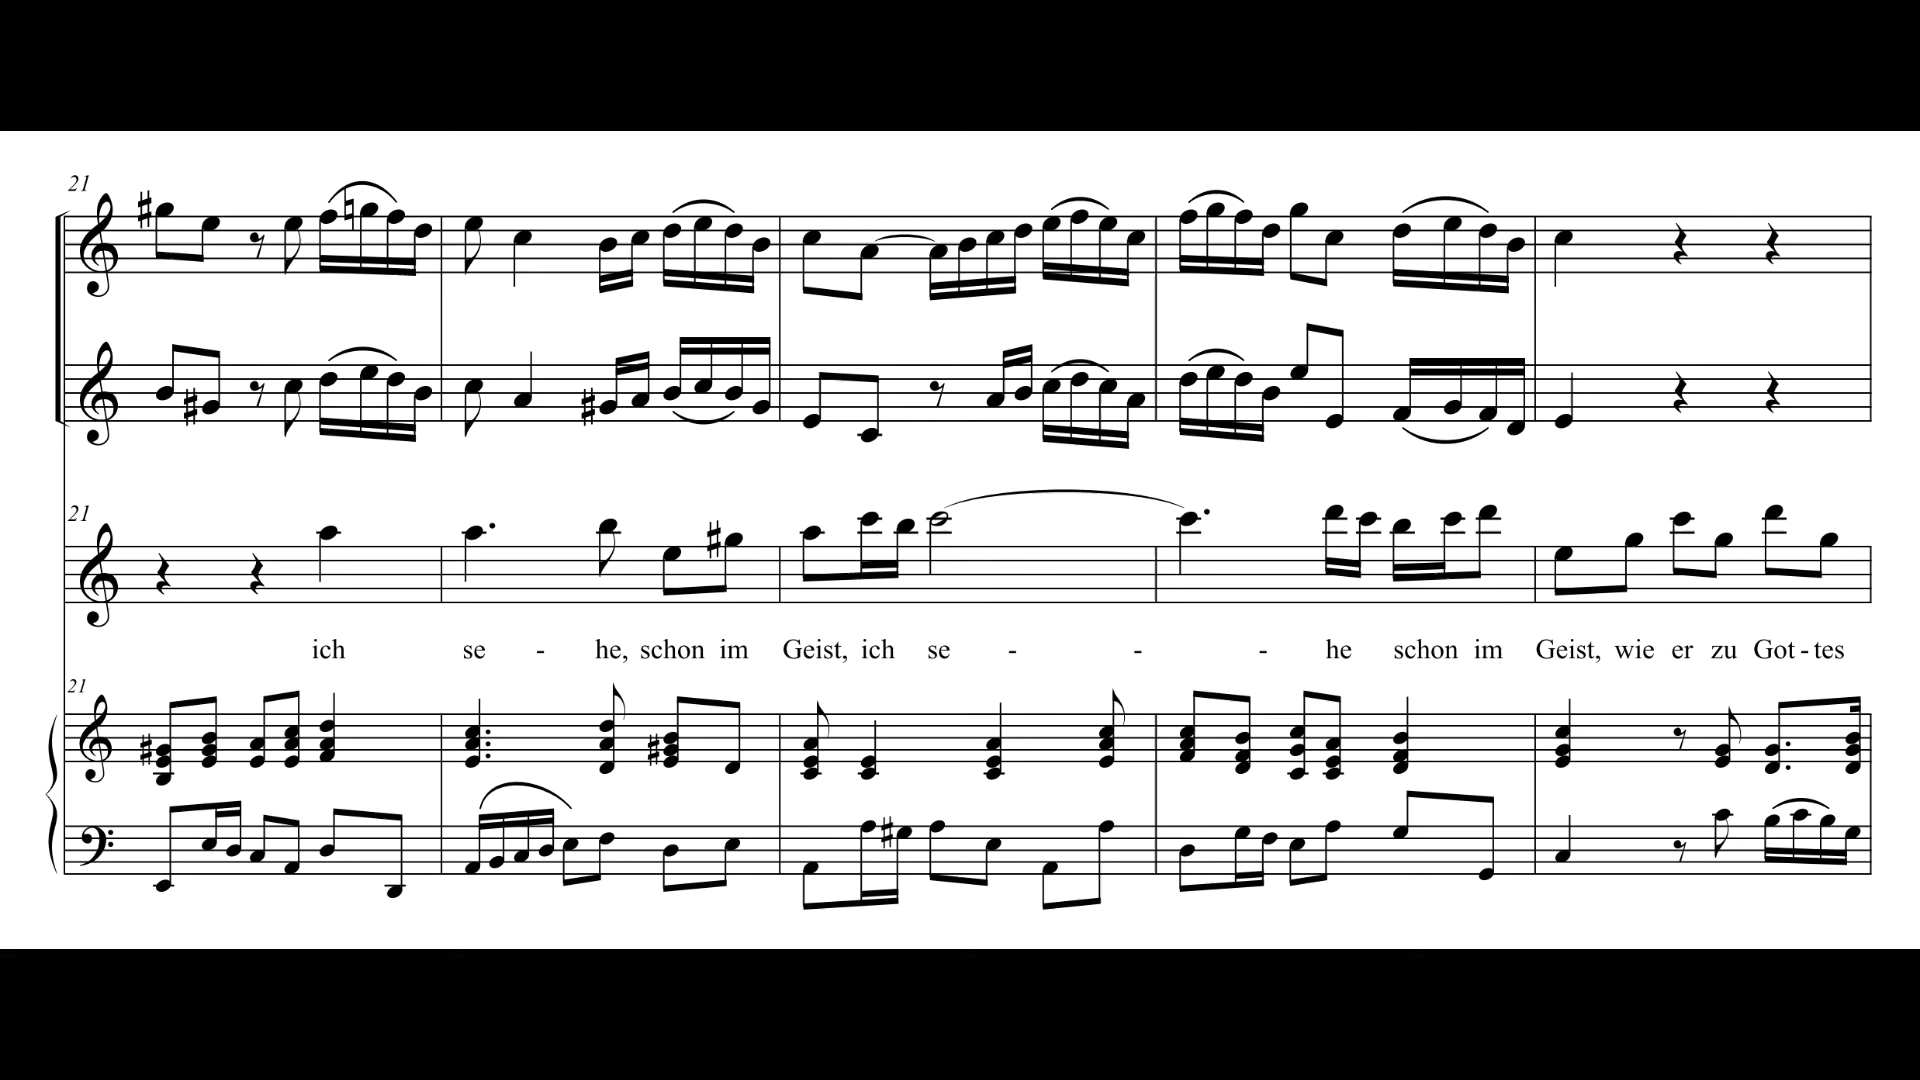 21
21
ich se - he, schon im Geist, ich se - - - he schon im Geist, wie er zu Got - tes
21